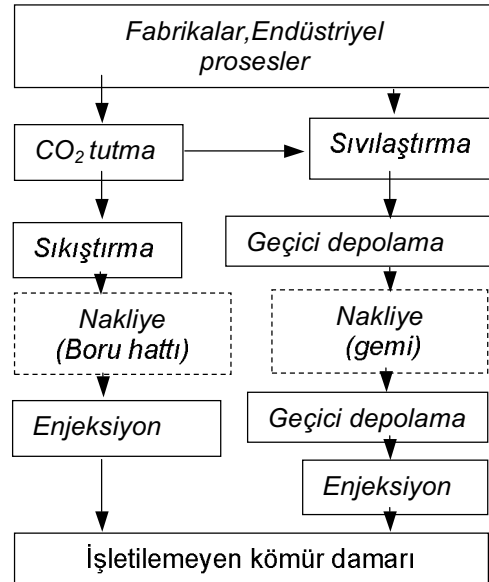 Fabrikalar,Endüstriyel
prosesler
CO₂ tutma
Sıvılaştırma
Sıkıştırma
Geçici depolama
Nakliye
(Boru hattı)
Nakliye
(gemi)
Enjeksiyon
Geçici depolama
Enjeksiyon
İşletilemeyen kömür damarı